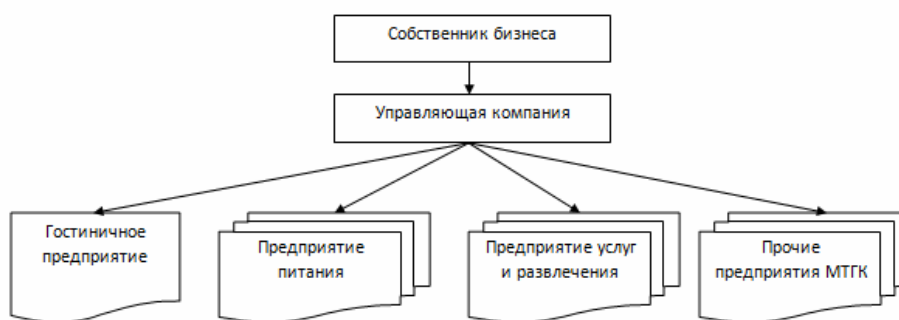 Собственник бизнеса
Управляющая компания
Гостиничное
предприятие
Предприятие
питания
Предприятие услуг
и развлечения
Прочие
предприятия МТГК